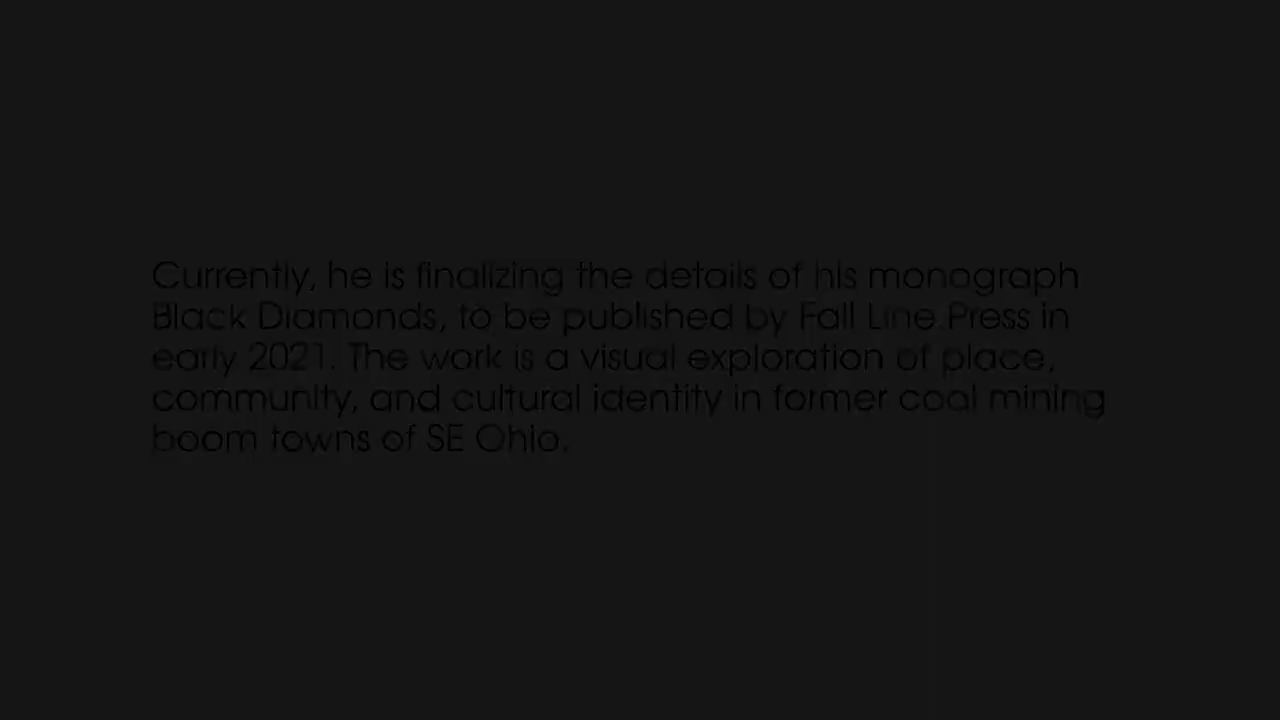 Currently, he is finalizing the details of his monograph
Black Diamonds, to be published by Fall Line Press in
early 2021. The work is a visual exploration of place,
community, and cultural identity in former coal mining
boom towns of SE Ohio.